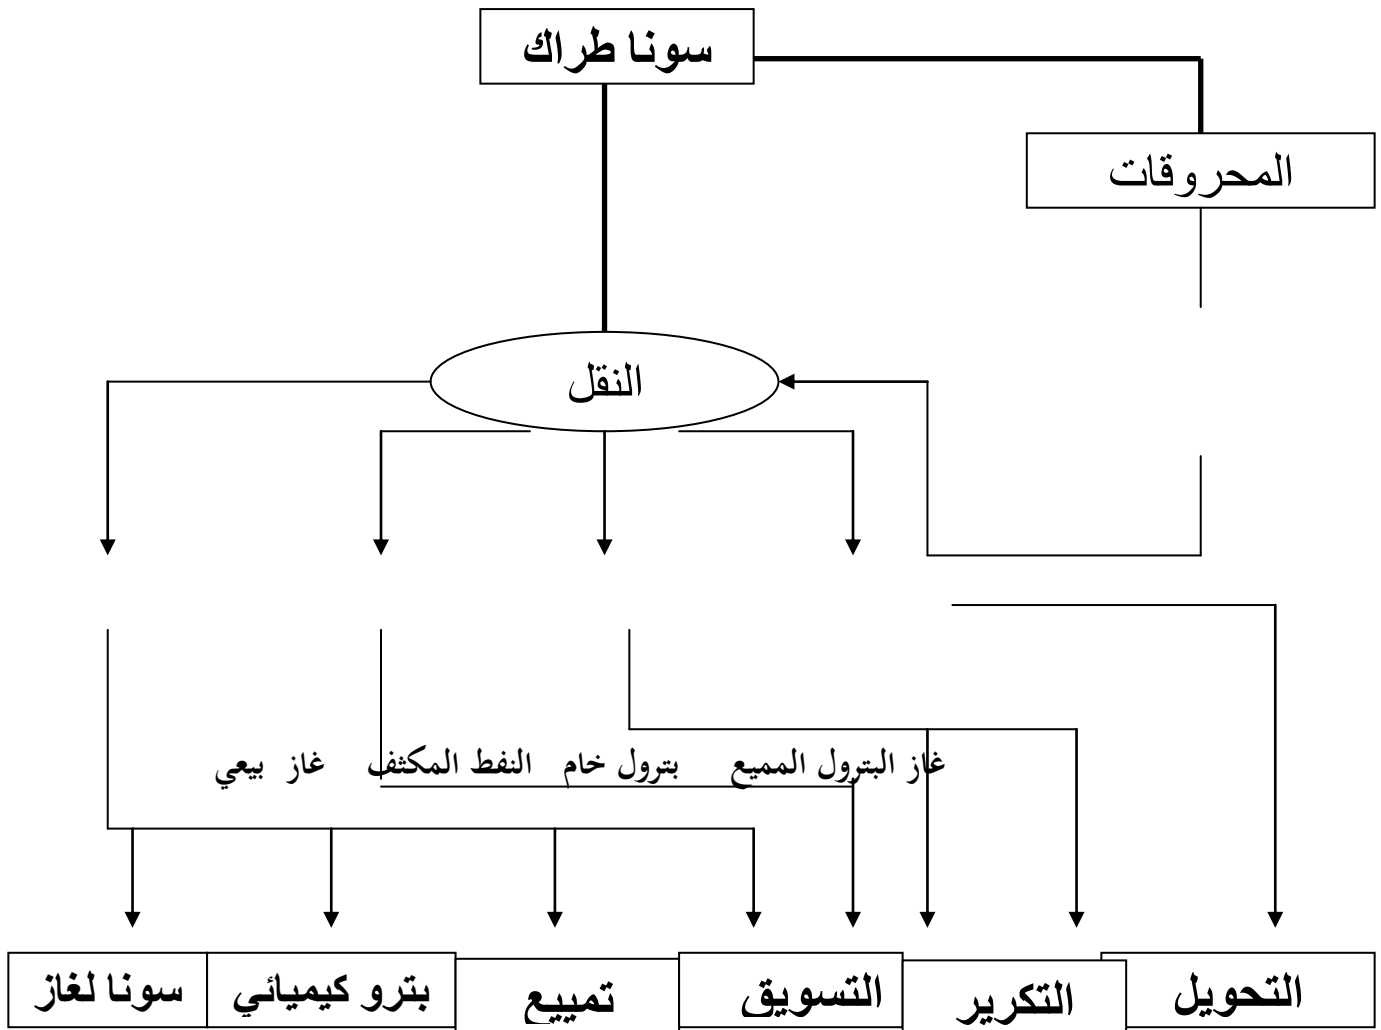 سونا طراك
المحروقات
النقل
غاز البترول المميع بترول خام النفط المكثف غاز بيعي
التحويل التكرير التسويق تمييع بترو كيميائي سونا لغاز